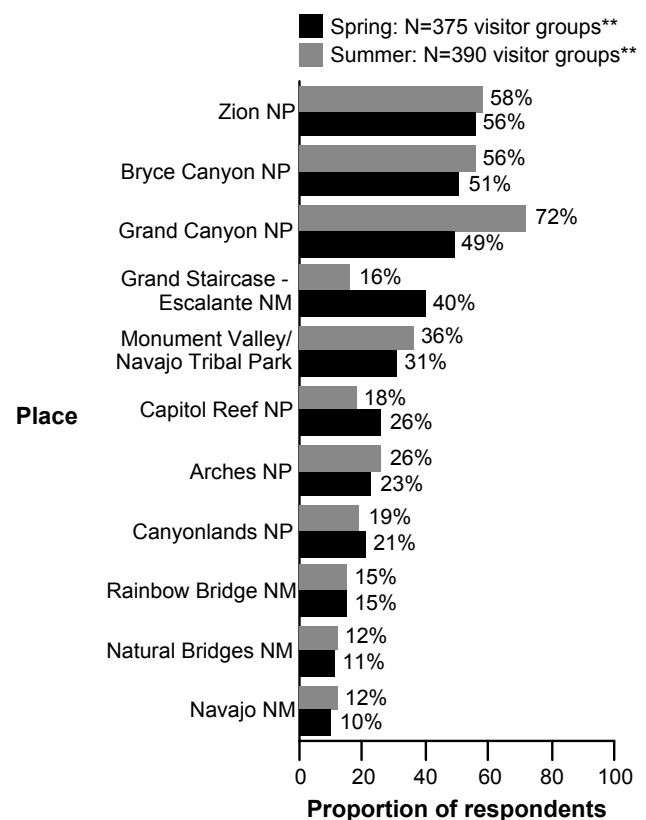 Spring: N=375 visitor groups**
Summer: N=390 visitor groups**
Zion NP
58%
56%
Bryce Canyon NP
56%
51%
Grand Canyon NP
72%
49%
Grand Staircase -
Escalante NM
16%
40%
Monument Valley/
Navajo Tribal Park
36%
31%
Place
Capitol Reef NP
18%
26%
Arches NP
26%
23%
Canyonlands NP
19%
21%
Rainbow Bridge NM
15%
15%
Natural Bridges NM
12%
11%
Navajo NM
12%
10%
0 20 40 60 80 100
Proportion of respondents